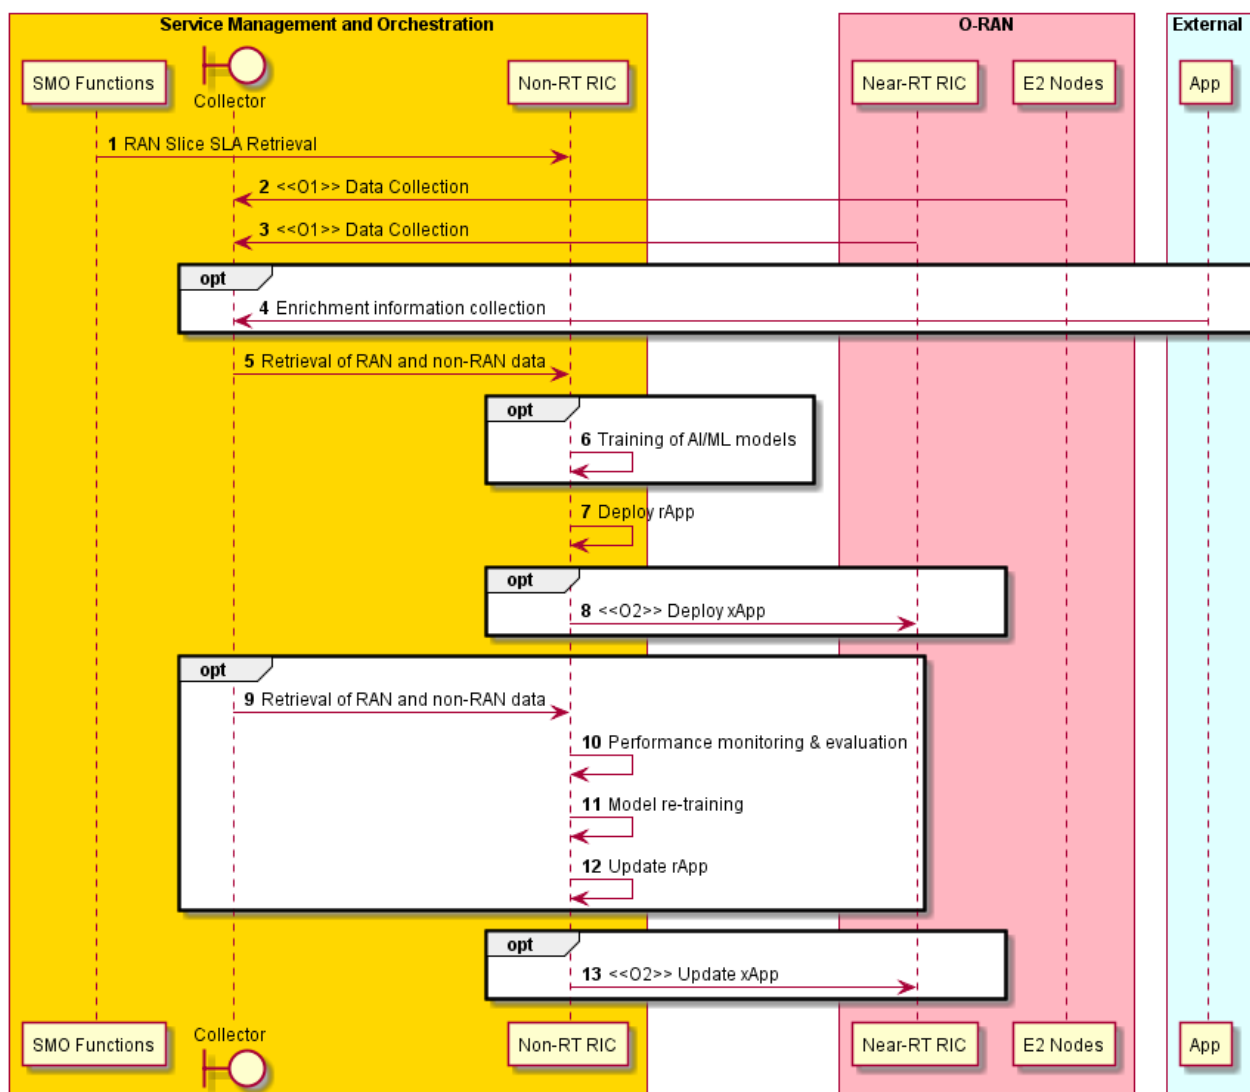 Service Management and Orchestration
O-RAN
External
SMO Functions
Collector
Non-RT RIC
Near-RT RIC
E2 Nodes
App
1 RAN Slice SLA Retrieval
2 <<O1>> Data Collection
3 <<O1>> Data Collection
opt
4 Enrichment information collection
5 Retrieval of RAN and non-RAN data
opt
6 Training of AI/ML models
7 Deploy rApp
opt
8 <<O2>> Deploy xApp
opt
9 Retrieval of RAN and non-RAN data
10 Performance monitoring & evaluation
11 Model re-training
12 Update rApp
opt
13 <<O2>> Update xApp
SMO Functions
Collector
Non-RT RIC
Near-RT RIC
E2 Nodes
App